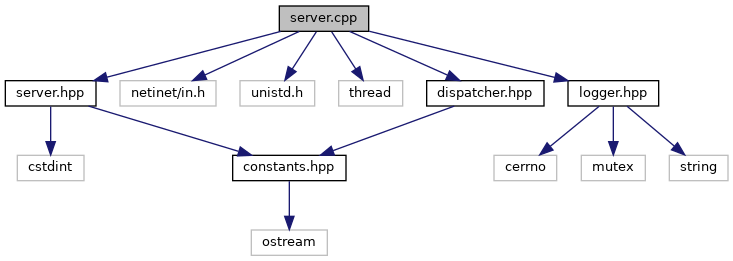 server.cpp
server.hpp
netinet/in.h
unistd.h
thread
dispatcher.hpp
logger.hpp
cstdint
constants.hpp
cerrno
mutex
string
ostream